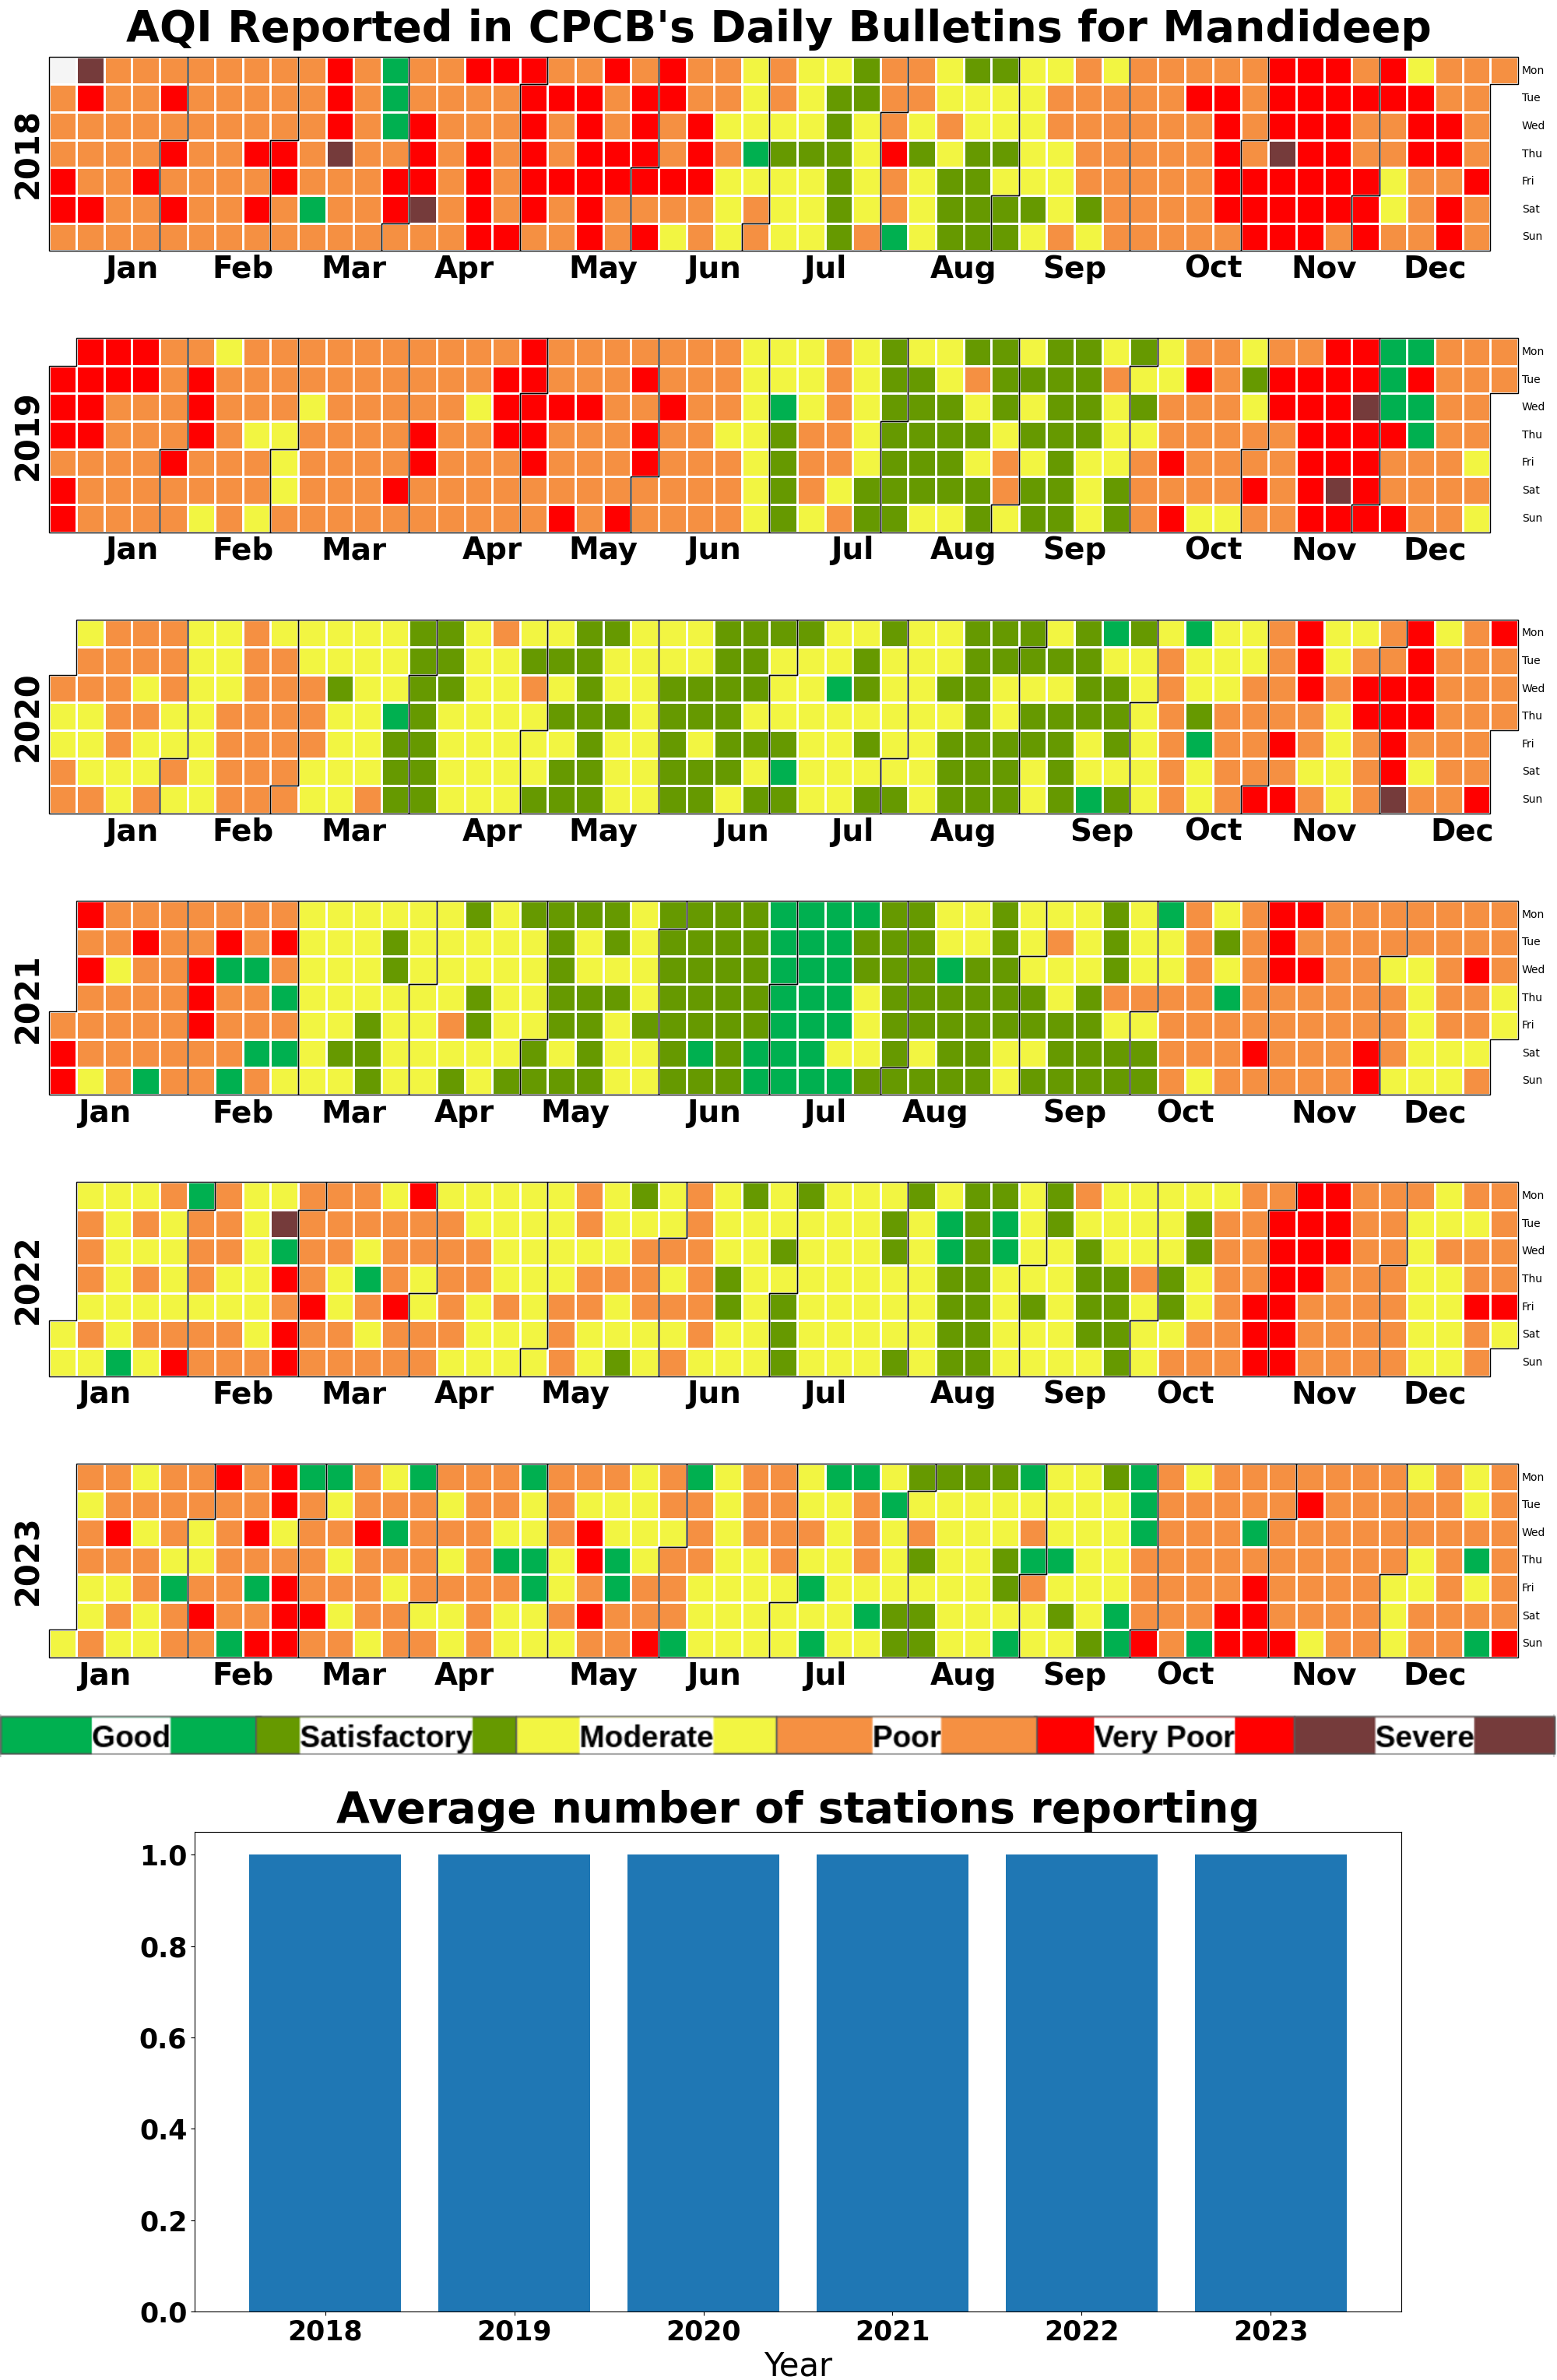 AQI Reported in CPCB's Daily Bulletins for Mandideep
2018
Mon
Tue
Wed
Thu
Fri
Sat
Sun
Jan Feb Mar Apr May Jun Jul Aug Sep Oct Nov Dec
2019
Mon
Tue
Wed
Thu
Fri
Sat
Sun
Jan Feb Mar Apr May Jun Jul Aug Sep Oct Nov Dec
2020
Mon
Tue
Wed
Thu
Fri
Sat
Sun
Jan Feb Mar Apr May Jun Jul Aug Sep Oct Nov Dec
2021
Mon
Tue
Wed
Thu
Fri
Sat
Sun
Jan Feb Mar Apr May Jun Jul Aug Sep Oct Nov Dec
2022
Mon
Tue
Wed
Thu
Fri
Sat
Sun
Jan Feb Mar Apr May Jun Jul Aug Sep Oct Nov Dec
2023
Mon
Tue
Wed
Thu
Fri
Sat
Sun
Jan Feb Mar Apr May Jun Jul Aug Sep Oct Nov Dec
Good Satisfactory Moderate Poor Very Poor Severe
Average number of stations reporting
1.0
0.8
0.6
0.4
0.2
0.0
2018 2019 2020 2021 2022 2023
Year